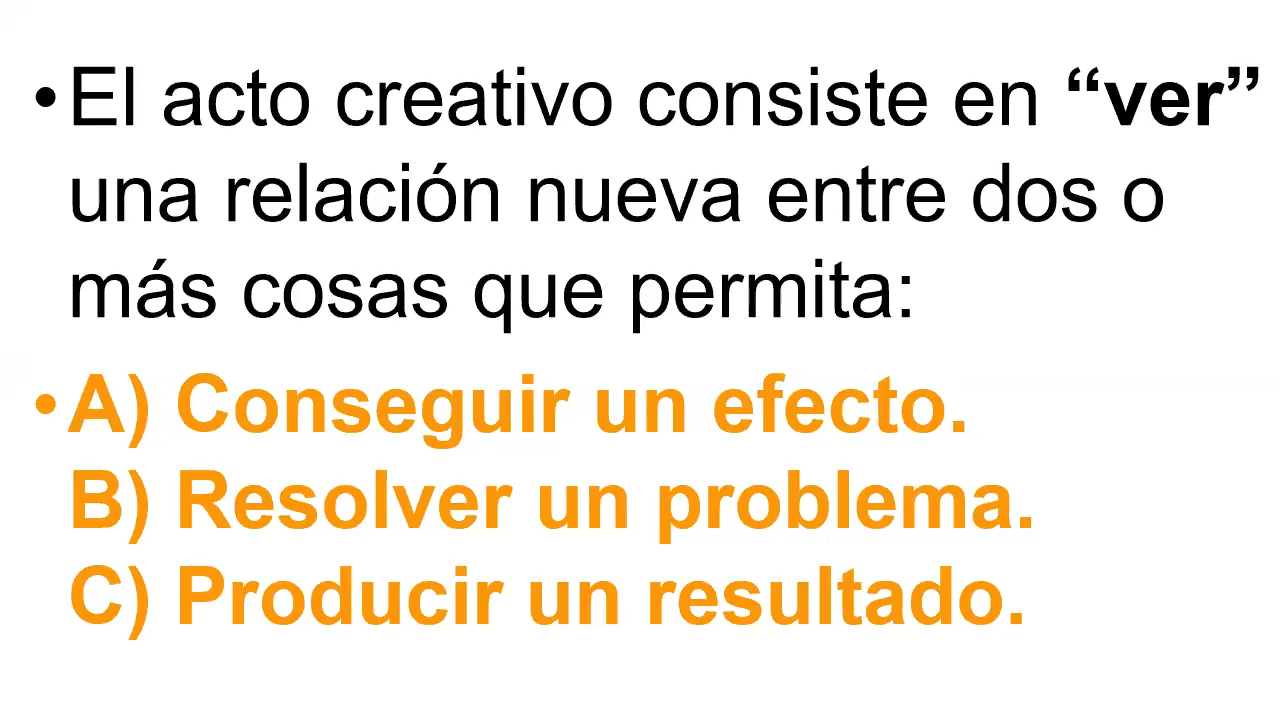 •El acto creativo consiste en “ver”
una relación nueva entre dos o
más cosas que permita:
•A) Conseguir un efecto.
B) Resolver un problema.
C) Producir un resultado.